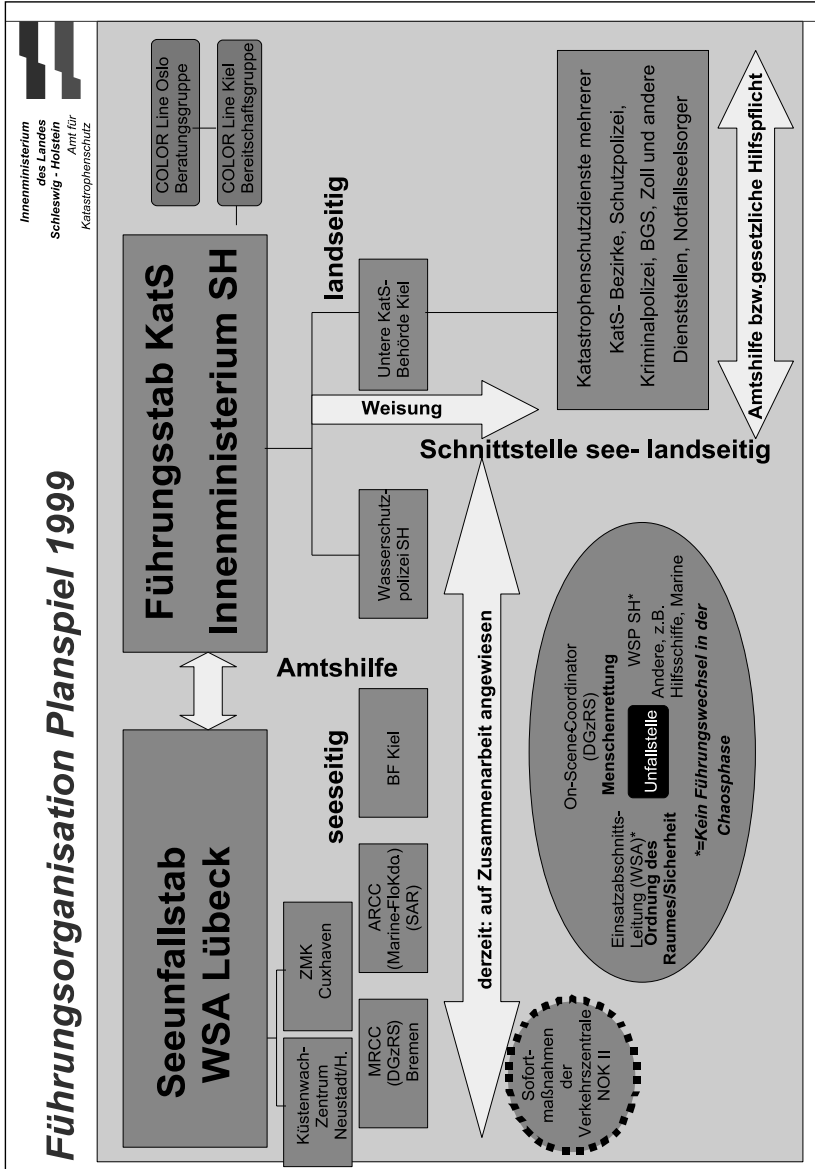 Führungsorganisation Planspiel 1999
Innenministerium
des Landes
Schleswig - Holstein
Amt für
Katastrophenschutz
Seeunfallstab
WSA Lübeck
Führungsstab KatS
Innenministerium SH
COLOR Line Oslo
Beratungsgruppe
COLOR Line Kiel
Bereitschaftsgruppe
Amtshilfe
seeseitig
landseitig
Küstenwach-
Zentrum
Neustadt/H.
ZMK
Cuxhaven
MRCC
(DGzRS)
Bremen
ARCC
(Marine-FloKdo)
(SAR)
BF Kiel
Wasserschutz-
polizei SH
Weisung
Untere KatS-
Behörde Kiel
derzeit: auf Zusammenarbeit angewiesen
Schnittstelle see- landseitig
Sofort-
maßnahmen
der
Verkehrszentrale
NOK II
Einsatzabschnitts-
Leitung (WSA)*
Ordnung des
Raumes/Sicherheit
On-Scene-Coordinator
(DGzRS)
Menschenrettung
Unfallstelle
WSP SH*
Andere, z.B.
Hilfsschiffe, Marine
*=Kein Führungswechsel in der
Chaosphase
Katastrophenschutzdienste mehrerer
KatS- Bezirke, Schutzpolizei,
Kriminalpolizei, BGS, Zoll und andere
Dienststellen, Notfallseelsorger
Amtshilfe bzw.gesetzliche Hilfspflicht